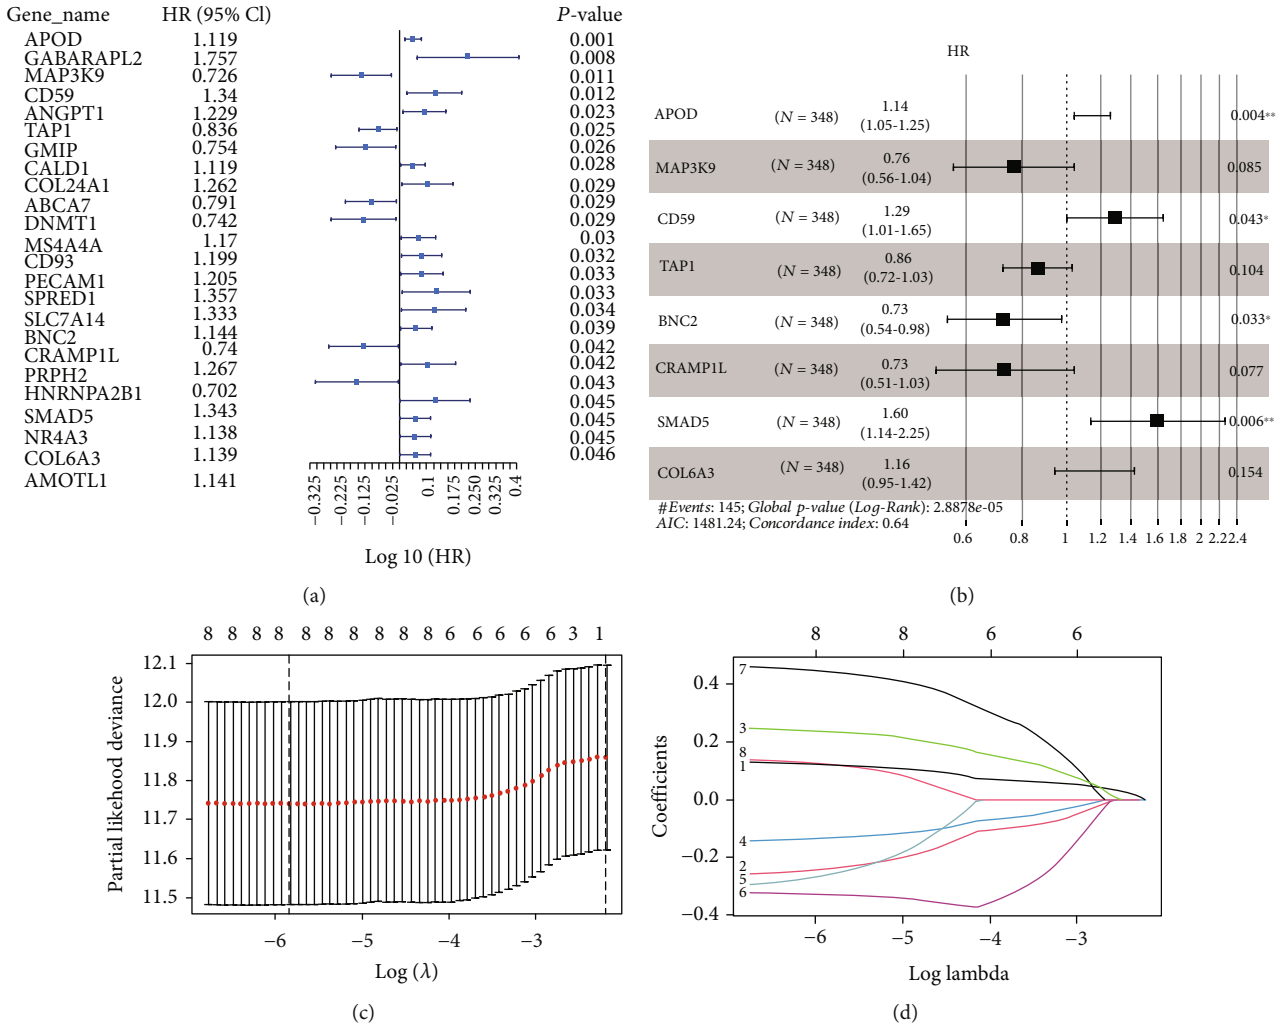 Gene_name HR (95% CI) P-value
APOD 1.119 0.001
GABARAPL2 1.757 0.008
MAP3K9 0.726 0.011
CD59 1.34 0.012
ANGPT1 1.229 0.023
TAP1 0.836 0.025
GMIP 0.754 0.026
CALD1 1.119 0.028
COL24A1 1.262 0.029
ABCA7 0.791 0.029
DNMT1 0.742 0.029
MS4A4A 1.17 0.03
CD93 1.199 0.032
PECAM1 1.205 0.033
SPRED1 1.357 0.033
SLC7A14 1.333 0.034
BNC2 1.144 0.039
CRAMP1L 0.74 0.042
PRPH2 1.267 0.042
HNRNPA2B1 0.702 0.043
SMAD5 1.343 0.045
NR4A3 1.138 0.045
COL6A3 1.139 0.045
AMOTL1 1.141 0.046
−0.325 −0.225 −0.125 −0.025 0.1 0.175 0.250 0.325 0.4
Log 10 (HR)
(a)
HR
APOD (N = 348) 1.14 0.004**
(1.05-1.25)
MAP3K9 (N = 348) 0.76 0.085
(0.56-1.04)
CD59 (N = 348) 1.29 0.043*
(1.01-1.65)
TAP1 (N = 348) 0.86 0.104
(0.72-1.03)
BNC2 (N = 348) 0.73 0.033*
(0.54-0.98)
CRAMP1L (N = 348) 0.73 0.077
(0.51-1.03)
SMAD5 (N = 348) 1.60 0.006**
(1.14-2.25)
COL6A3 (N = 348) 1.16 0.154
(0.95-1.42)
#Events: 145; Global p-value (Log-Rank): 2.8878e-05
AIC: 1481.24; Concordance index: 0.64
0.6 0.8 1 1.2 1.4 1.6 1.8 2 2.2 2.4
(b)
8 8 8 8 8 8 8 8 8 8 6 6 6 6 6 3 1
12.1
12.0
11.9
11.8
11.7
11.6
11.5
Partial likehood deviance
−6 −5 −4 −3
Log (λ)
(c)
8 8 6 6
0.4
0.2
0.0
−0.2
−0.4
Coefficients
7
3
8
1
4
2
5
6
−6 −5 −4 −3
Log lambda
(d)